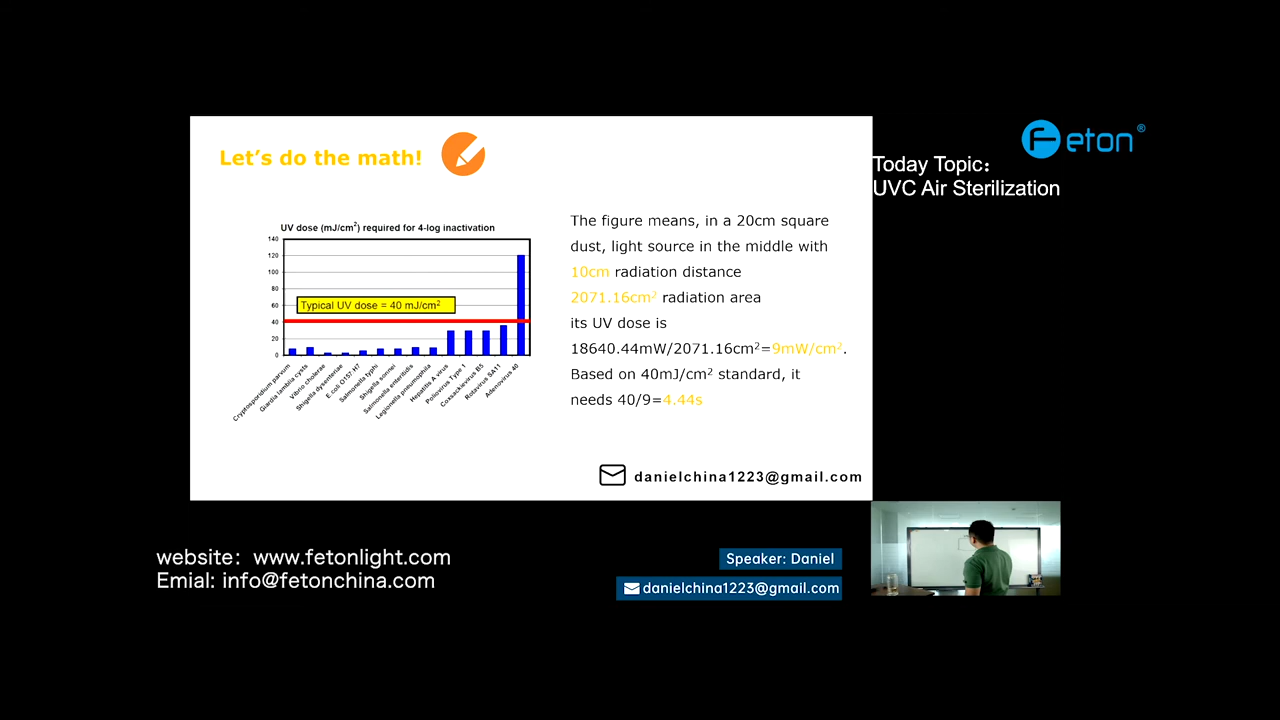 Let's do the math!
UV dose (mJ/cm²) required for 4-log inactivation
140
120
100
80
60
40
20
0
Typical UV dose = 40 mJ/cm²
Cryptosporidium parvum
Giardia lamblia cysts
Vibrio cholerae
Shigella dysenteriae
E.coli O157 H7
Salmonella typhi
Shigella sonnei
Salmonella enteritidis
Legionella pneumophila
Hepatitis A virus
Poliovirus Type 1
Coxsackievirus B5
Rotavirus SA11
Adenovirus 40
The figure means, in a 20cm square
dust, light source in the middle with
10cm radiation distance
2071.16cm² radiation area
its UV dose is
18640.44mW/2071.16cm²=9mW/cm².
Based on 40mJ/cm² standard, it
needs 40/9=4.44s
danielchina1223@gmail.com
Feton®
Today Topic：
UVC Air Sterilization
website：www.fetonlight.com
Emial: info@fetonchina.com
Speaker: Daniel
danielchina1223@gmail.com